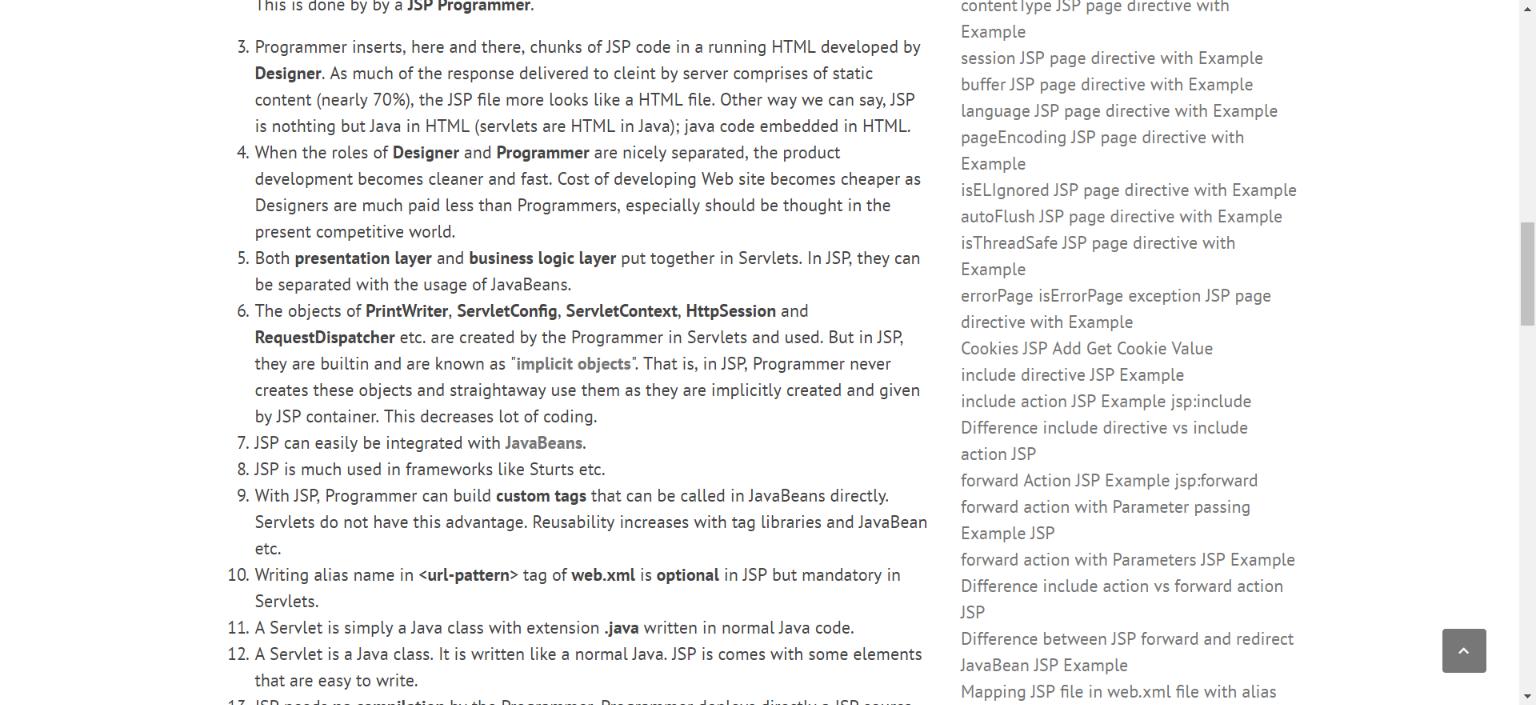 This is done by by a JSP Programmer.
3. Programmer inserts, here and there, chunks of JSP code in a running HTML developed by
Designer. As much of the response delivered to cleint by server comprises of static
content (nearly 70%), the JSP file more looks like a HTML file. Other way we can say, JSP
is nothting but Java in HTML (servlets are HTML in Java); java code embedded in HTML.
4. When the roles of Designer and Programmer are nicely separated, the product
development becomes cleaner and fast. Cost of developing Web site becomes cheaper as
Designers are much paid less than Programmers, especially should be thought in the
present competitive world.
5. Both presentation layer and business logic layer put together in Servlets. In JSP, they can
be separated with the usage of JavaBeans.
6. The objects of PrintWriter, ServletConfig, ServletContext, HttpSession and
RequestDispatcher etc. are created by the Programmer in Servlets and used. But in JSP,
they are builtin and are known as "implicit objects". That is, in JSP, Programmer never
creates these objects and straightaway use them as they are implicitly created and given
by JSP container. This decreases lot of coding.
7. JSP can easily be integrated with JavaBeans.
8. JSP is much used in frameworks like Sturts etc.
9. With JSP, Programmer can build custom tags that can be called in JavaBeans directly.
Servlets do not have this advantage. Reusability increases with tag libraries and JavaBean
etc.
10. Writing alias name in <url-pattern> tag of web.xml is optional in JSP but mandatory in
Servlets.
11. A Servlet is simply a Java class with extension .java written in normal Java code.
12. A Servlet is a Java class. It is written like a normal Java. JSP is comes with some elements
that are easy to write.
13. JSP needs no compilation by the Programmer. Programmer deploys directly a JSP source
contentType JSP page directive with
Example
session JSP page directive with Example
buffer JSP page directive with Example
language JSP page directive with Example
pageEncoding JSP page directive with
Example
isELIgnored JSP page directive with Example
autoFlush JSP page directive with Example
isThreadSafe JSP page directive with
Example
errorPage isErrorPage exception JSP page
directive with Example
Cookies JSP Add Get Cookie Value
include directive JSP Example
include action JSP Example jsp:include
Difference include directive vs include
action JSP
forward Action JSP Example jsp:forward
forward action with Parameter passing
Example JSP
forward action with Parameters JSP Example
Difference include action vs forward action
JSP
Difference between JSP forward and redirect
JavaBean JSP Example
Mapping JSP file in web.xml file with alias